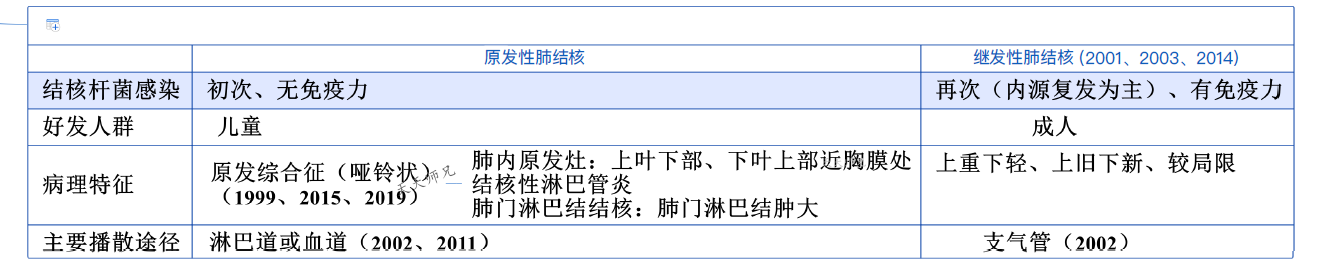 原发性肺结核 继发性肺结核 (2001、2003、2014)
结核杆菌感染 初次、无免疫力 再次（内源复发为主）、有免疫力
好发人群 儿童 成人
病理特征 原发综合征（哑铃状）
（1999、2015、2019）
肺内原发灶：上叶下部、下叶上部近胸膜处
结核性淋巴管炎
肺门淋巴结结核：肺门淋巴结肿大
上重下轻、上旧下新、较局限
主要播散途径 淋巴道或血道（2002、2011） 支气管（2002）
天天师兄